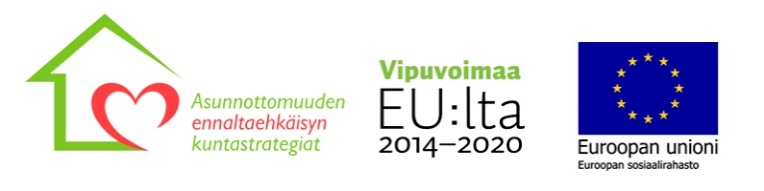 Asunnottomuuden
ennaltaehkäisyn
kuntastrategiat
Vipuvoimaa
EU:lta
2014–2020
Euroopan unioni
Euroopan sosiaalirahasto